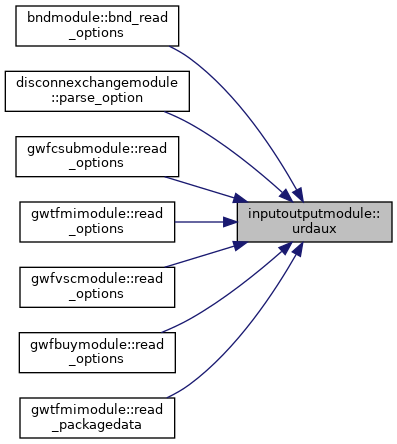 bndmodule::bnd_read
_options
disconnexchangemodule
::parse_option
gwfcsubmodule::read
_options
gwtfmimodule::read
_options
gwfvscmodule::read
_options
gwfbuymodule::read
_options
gwtfmimodule::read
_packagedata
inputoutputmodule::
urdaux